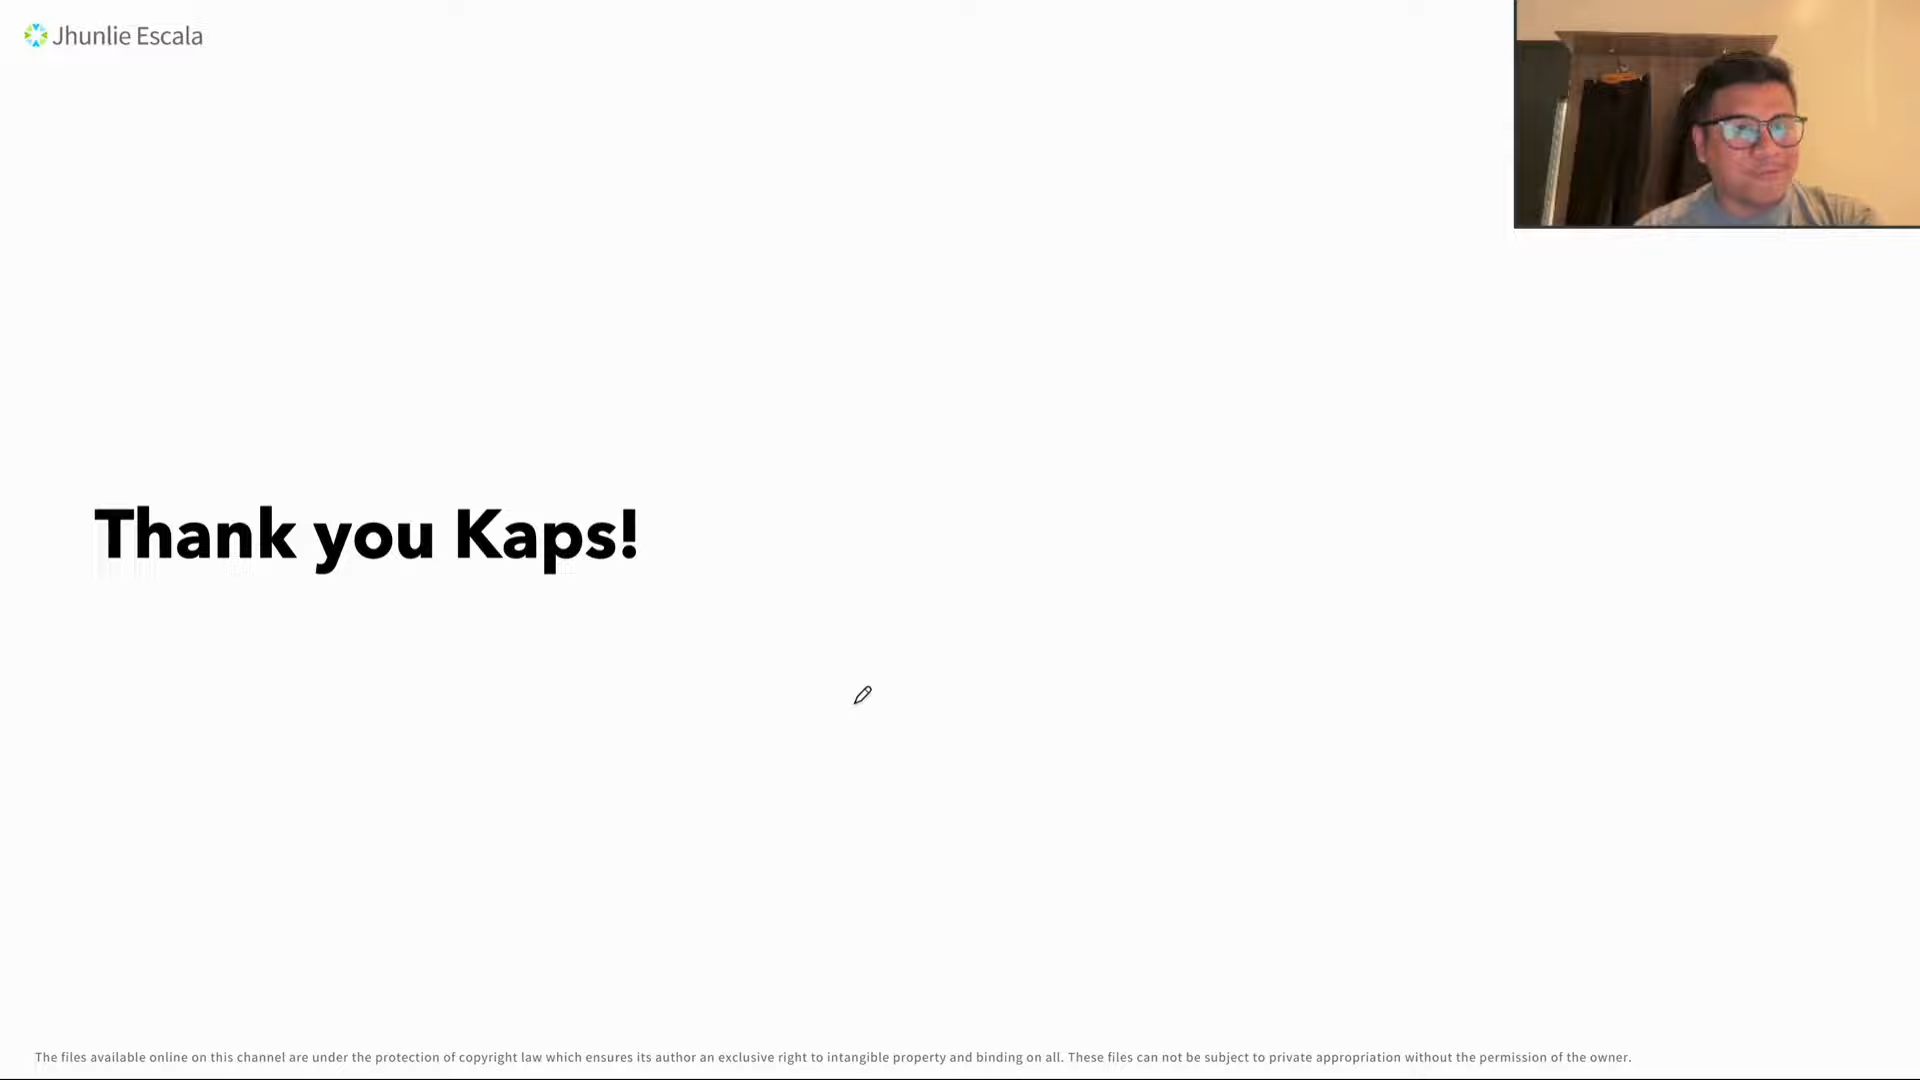 Jhunlie Escala
Thank you Kaps!
The files available online on this channel are under the protection of copyright law which ensures its author an exclusive right to intangible property and binding on all. These files can not be subject to private appropriation without the permission of the owner.